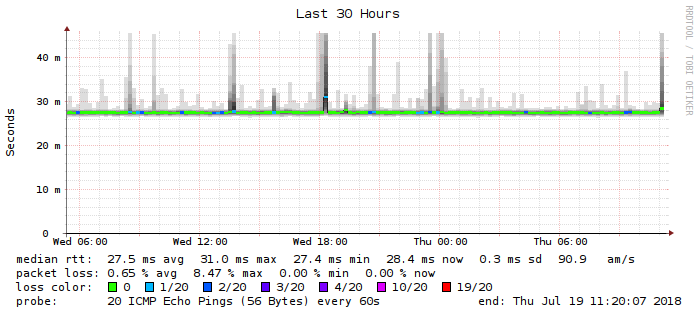 Last 30 Hours
RRDTOOL / TOBI OETIKER
Seconds
40 m
30 m
20 m
10 m
0
Wed 06:00 Wed 12:00 Wed 18:00 Thu 00:00 Thu 06:00
median rtt: 27.5 ms avg 31.0 ms max 27.4 ms min 28.4 ms now 0.3 ms sd 90.9 am/s
packet loss: 0.65 % avg 8.47 % max 0.00 % min 0.00 % now
loss color: 0 1/20 2/20 3/20 4/20 10/20 19/20
probe: 20 ICMP Echo Pings (56 Bytes) every 60s end: Thu Jul 19 11:20:07 2018